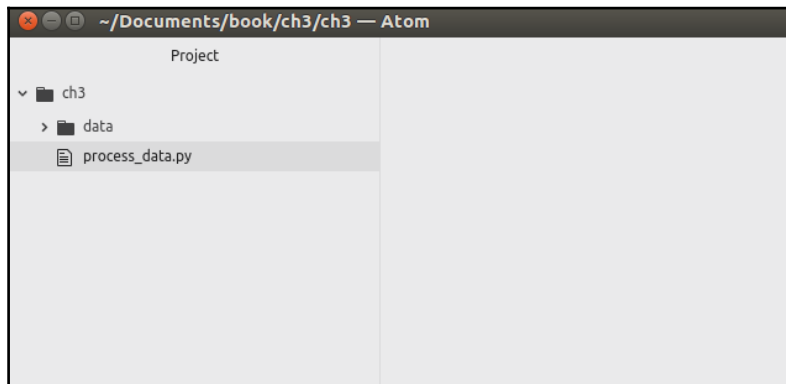 ~/Documents/book/ch3/ch3 — Atom
Project
ch3
data
process_data.py